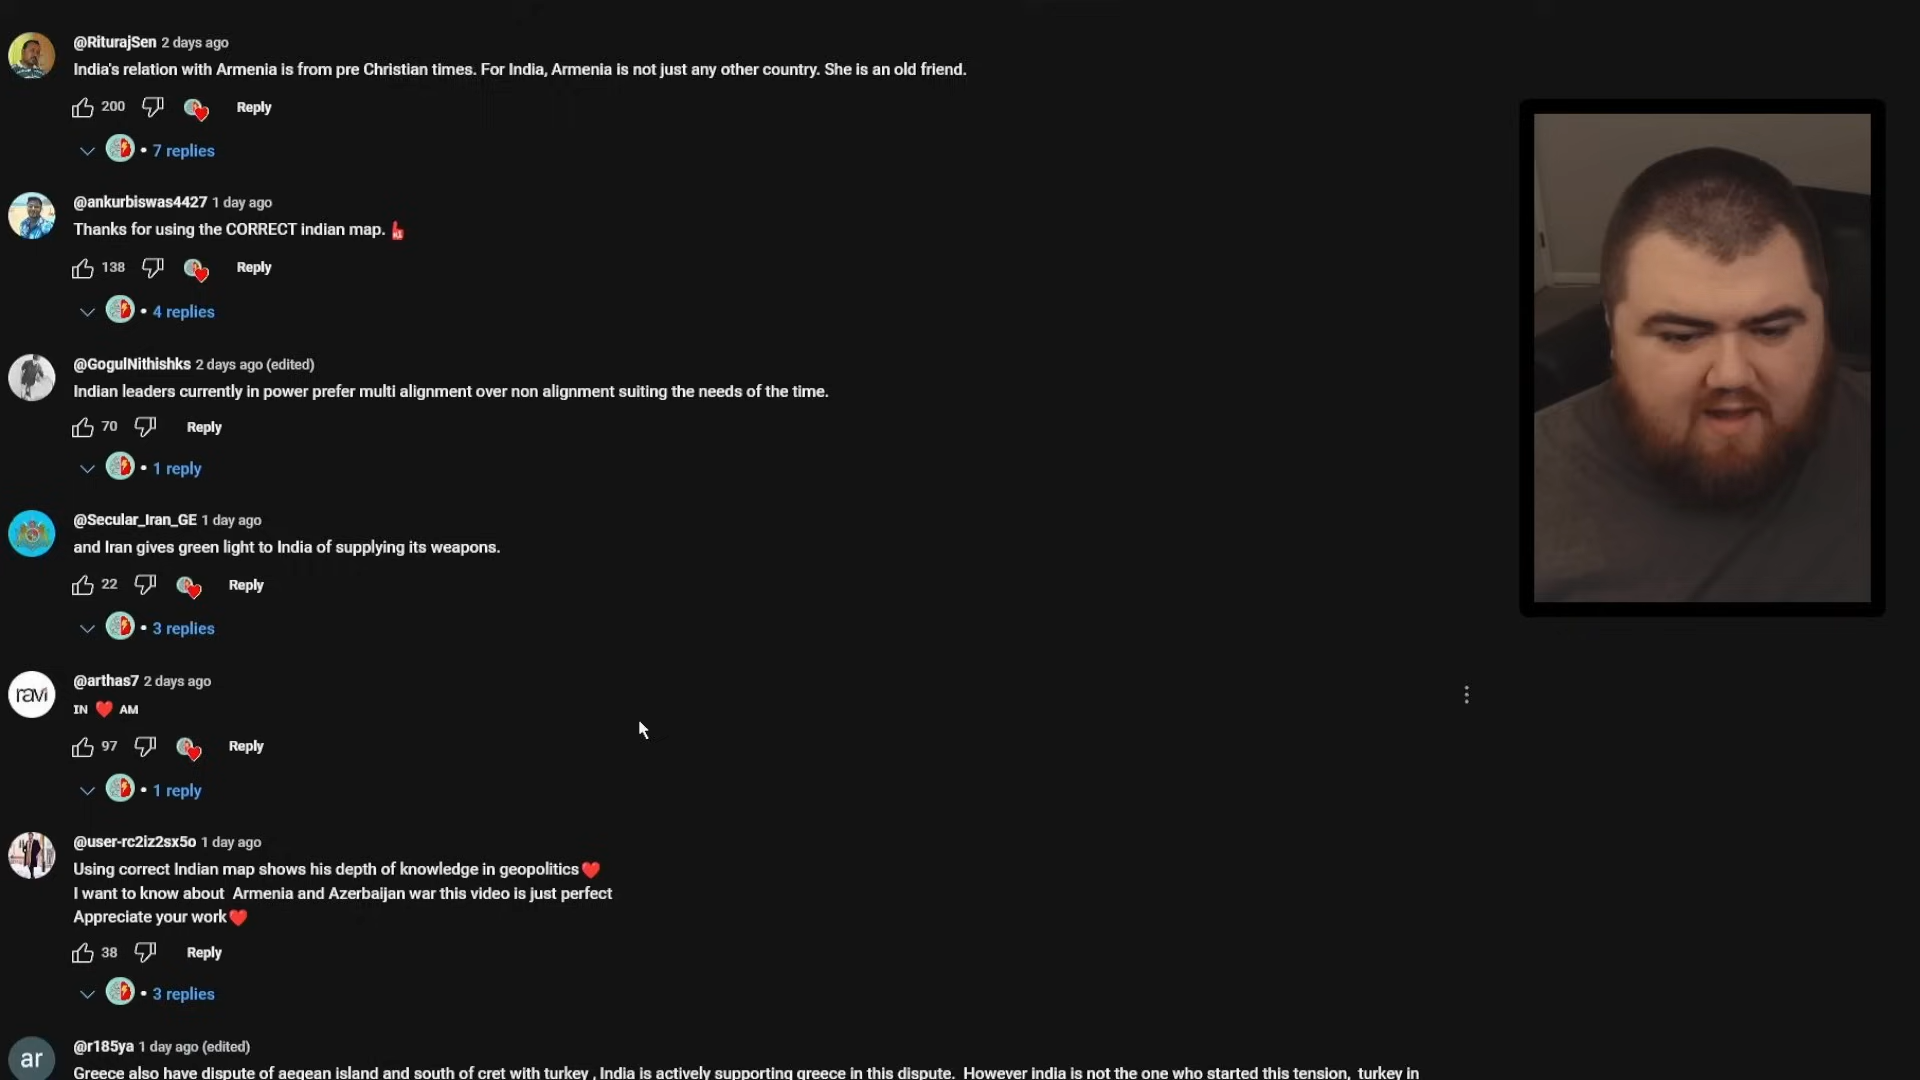 @RiturajSen 2 days ago
India's relation with Armenia is from pre Christian times. For India, Armenia is not just any other country. She is an old friend.
200 Reply
7 replies
@ankurbiswas4427 1 day ago
Thanks for using the CORRECT indian map.
138 Reply
4 replies
@GogulNithishks 2 days ago (edited)
Indian leaders currently in power prefer multi alignment over non alignment suiting the needs of the time.
70 Reply
1 reply
@Secular_Iran_GE 1 day ago
and Iran gives green light to India of supplying its weapons.
22 Reply
3 replies
ravi
@arthas7 2 days ago
IN ❤️ AM
97 Reply
1 reply
@user-rc2iz2sx5o 1 day ago
Using correct Indian map shows his depth of knowledge in geopolitics❤️
I want to know about Armenia and Azerbaijan war this video is just perfect
Appreciate your work❤️
38 Reply
3 replies
ar
@r185ya 1 day ago (edited)
Greece also have dispute of aegean island and south of cret with turkey , India is actively supporting greece in this dispute. However india is not the one who started this tension, turkey in